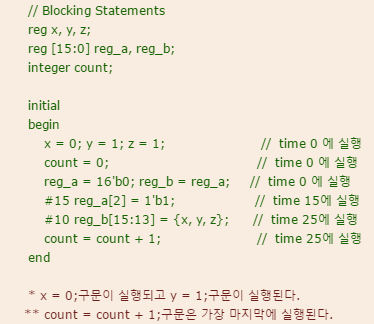 // Blocking Statements
reg x, y, z;
reg [15:0] reg_a, reg_b;
integer count;
initial
begin
x = 0; y = 1; z = 1; // time 0 에 실행
count = 0; // time 0 에 실행
reg_a = 16'b0; reg_b = reg_a; // time 0 에 실행
#15 reg_a[2] = 1'b1; // time 15에 실행
#10 reg_b[15:13] = {x, y, z}; // time 25에 실행
count = count + 1; // time 25에 실행
end
* x = 0;구문이 실행되고 y = 1;구문이 실행된다.
** count = count + 1;구문은 가장 마지막에 실행된다.